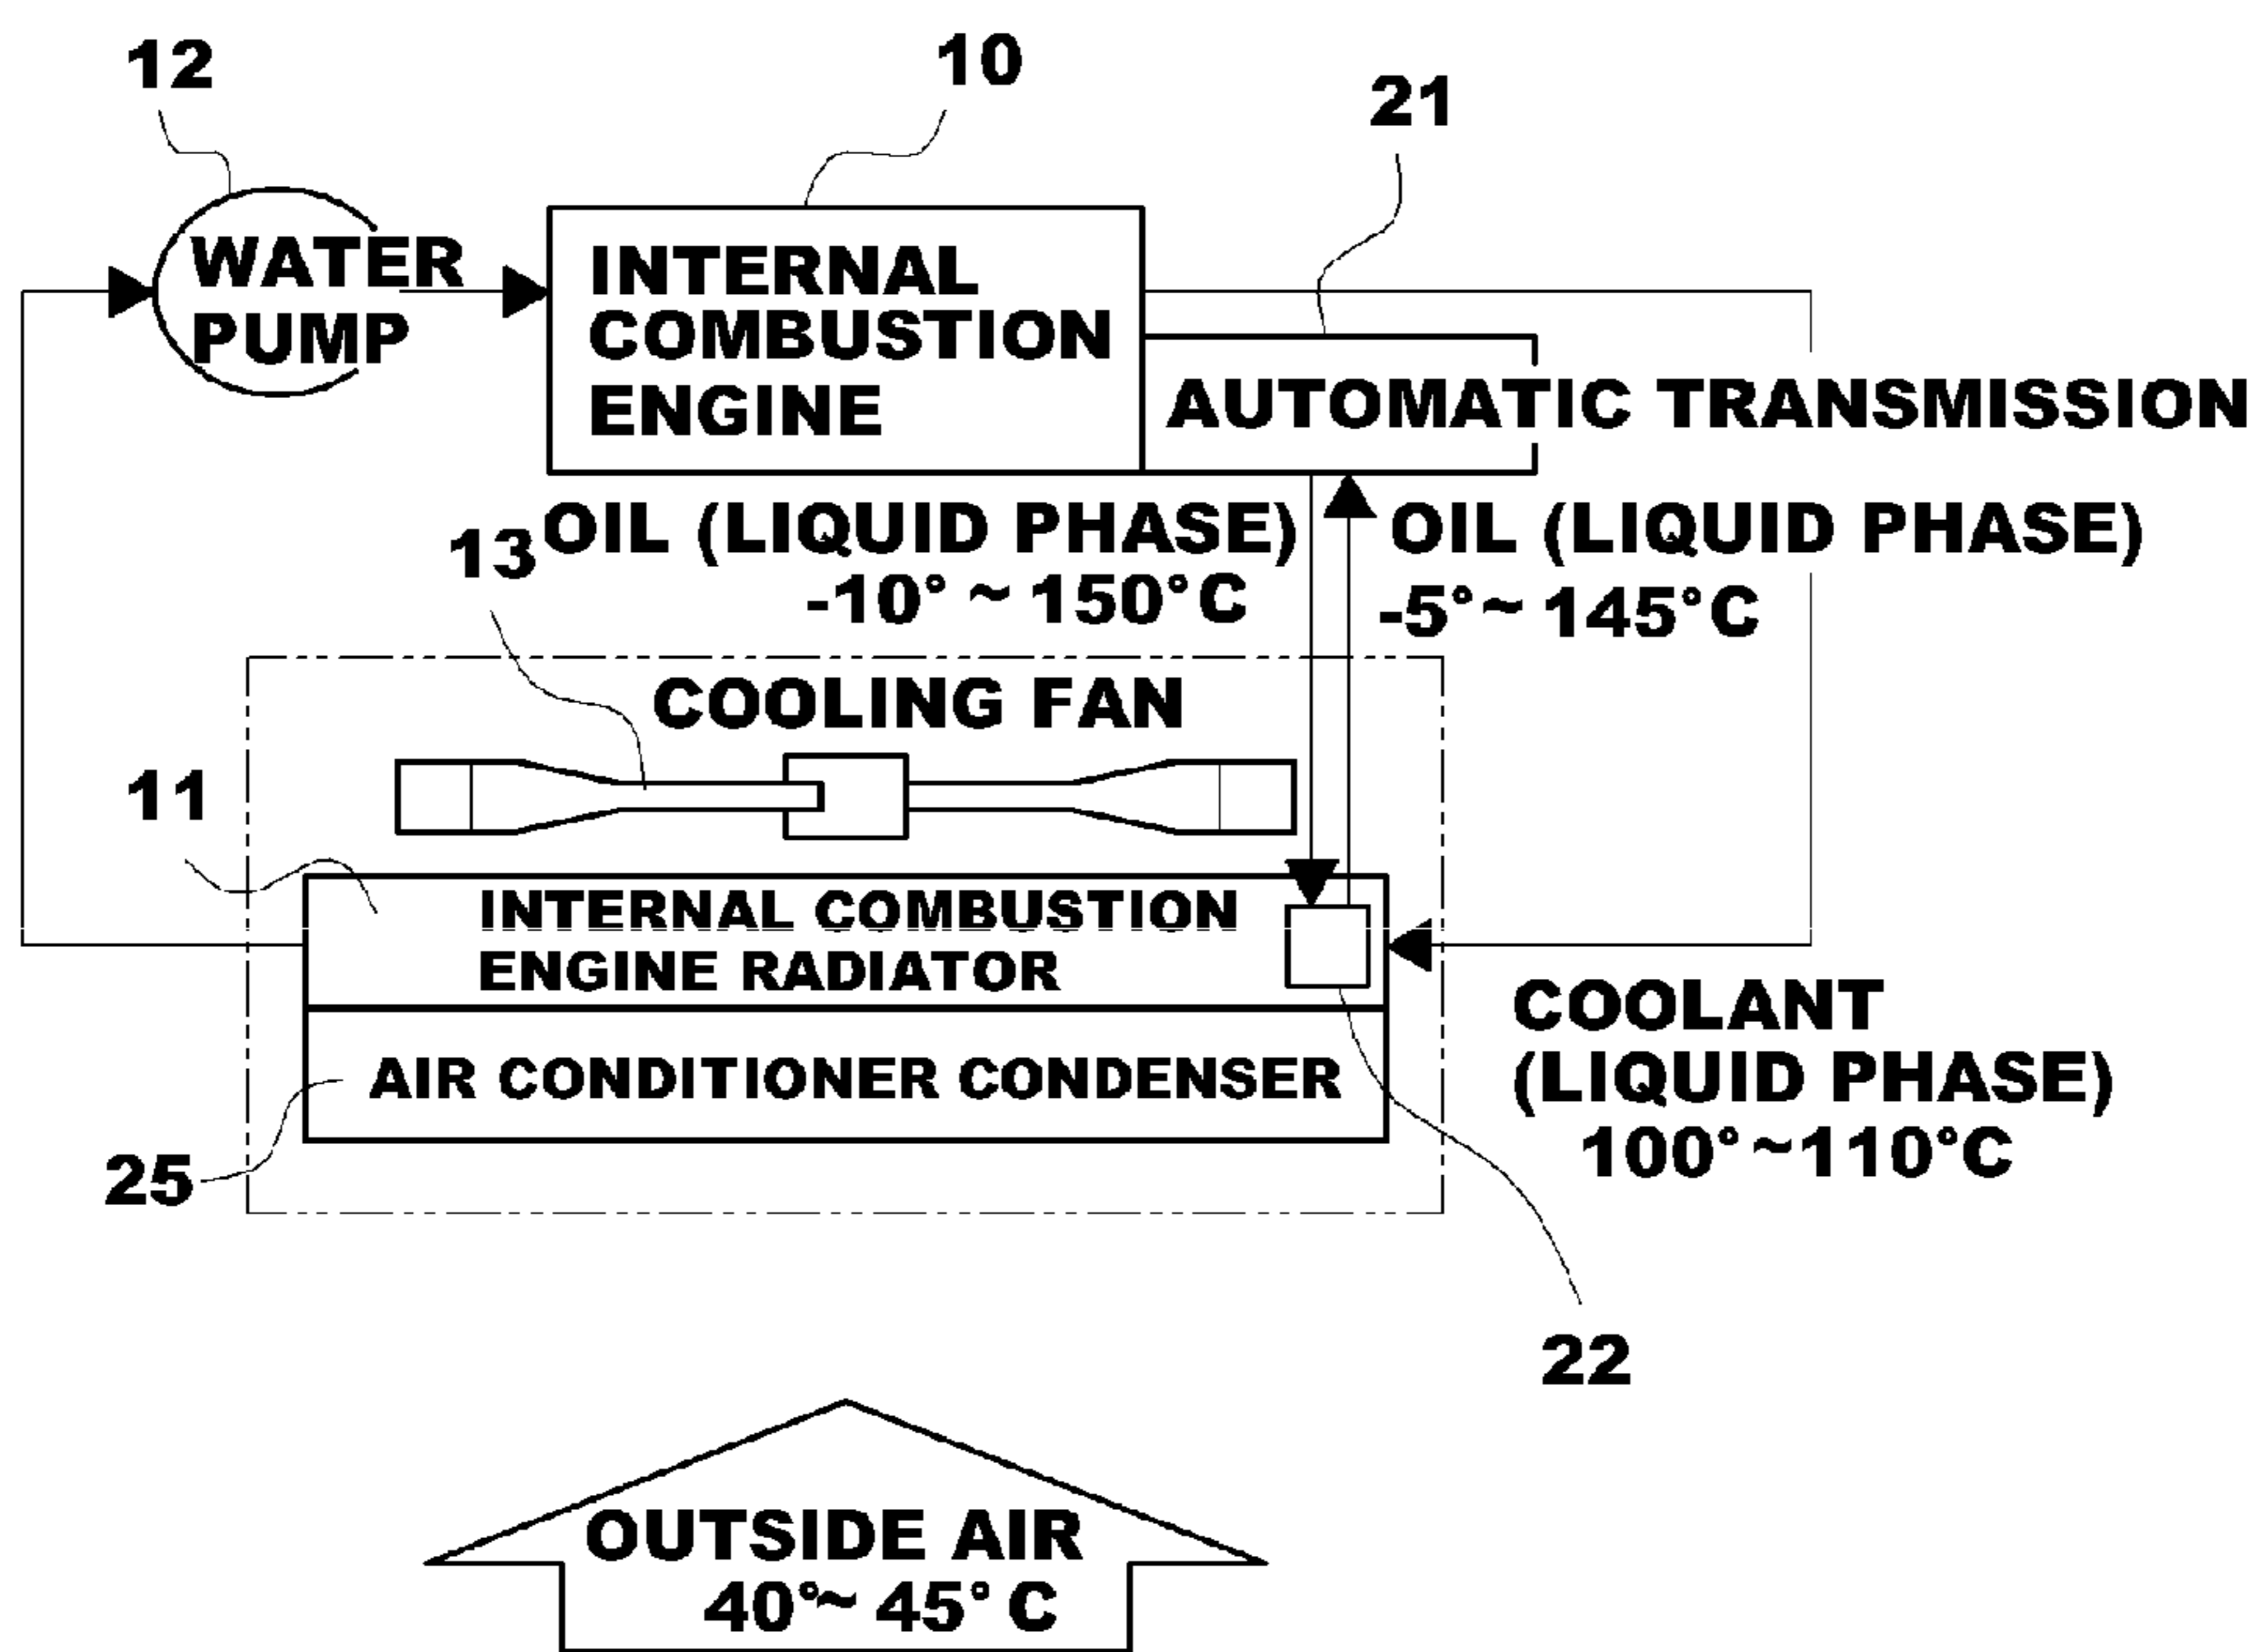 12
10
21
WATER
PUMP
INTERNAL
COMBUSTION
ENGINE
AUTOMATIC TRANSMISSION
13
OIL (LIQUID PHASE)
-10° ~ 150°C
OIL (LIQUID PHASE)
-5°~ 145°C
COOLING FAN
11
INTERNAL COMBUSTION
ENGINE RADIATOR
AIR CONDITIONER CONDENSER
COOLANT
(LIQUID PHASE)
100°~110°C
25
22
OUTSIDE AIR
40°~ 45° C